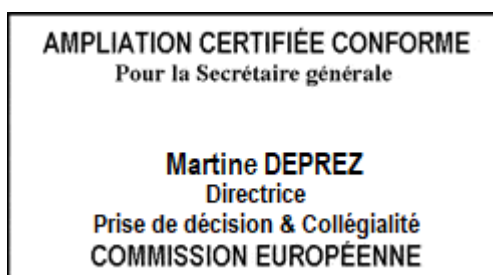 AMPLIATION CERTIFIÉE CONFORME
Pour la Secrétaire générale
Martine DEPREZ
Directrice
Prise de décision & Collégialité
COMMISSION EUROPÉENNE